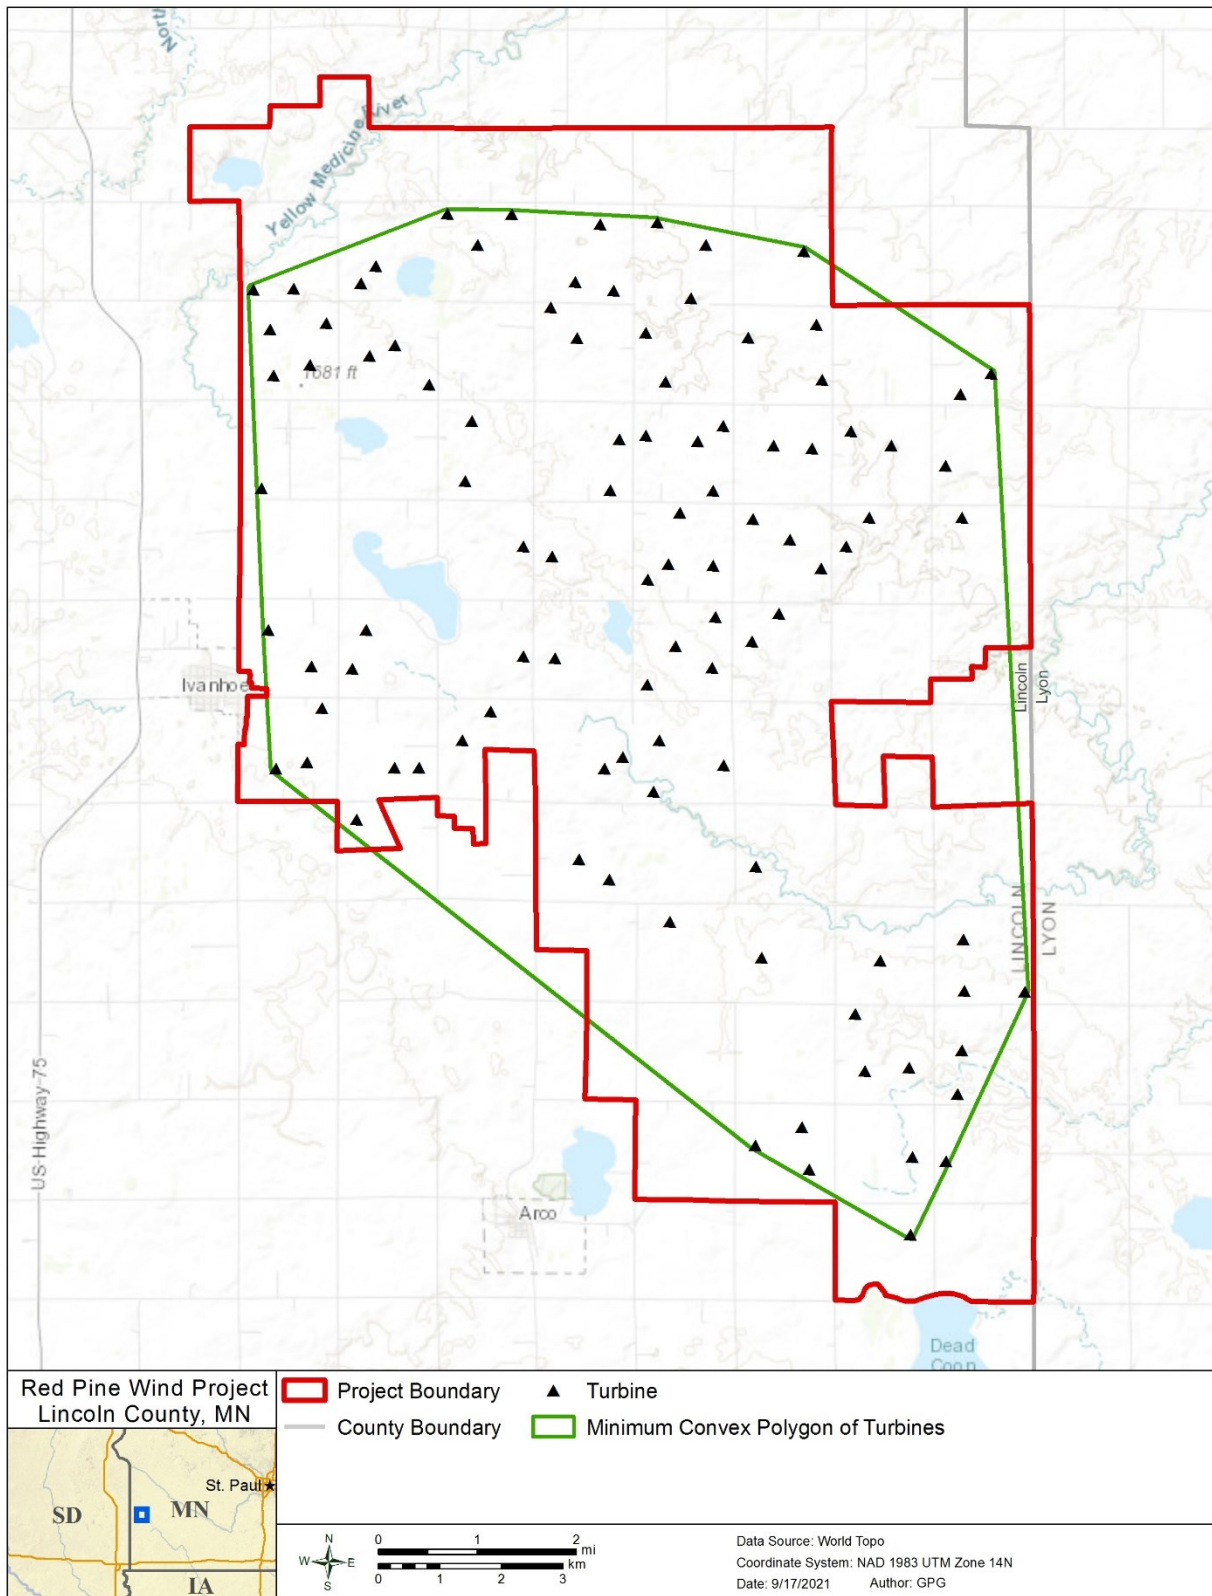 North
Yellow Medicine River
1681 ft
Ivanhoe
Lincoln
Lyon
LINCOLN
LYON
US Highway 75
Arco
Dead
Coon
Red Pine Wind Project
Lincoln County, MN
Project Boundary
Turbine
County Boundary
Minimum Convex Polygon of Turbines
St. Paul
SD
MN
IA
N
W
E
S
0 1 2
mi
km
0 1 2 3
Data Source: World Topo
Coordinate System: NAD 1983 UTM Zone 14N
Date: 9/17/2021 Author: GPG